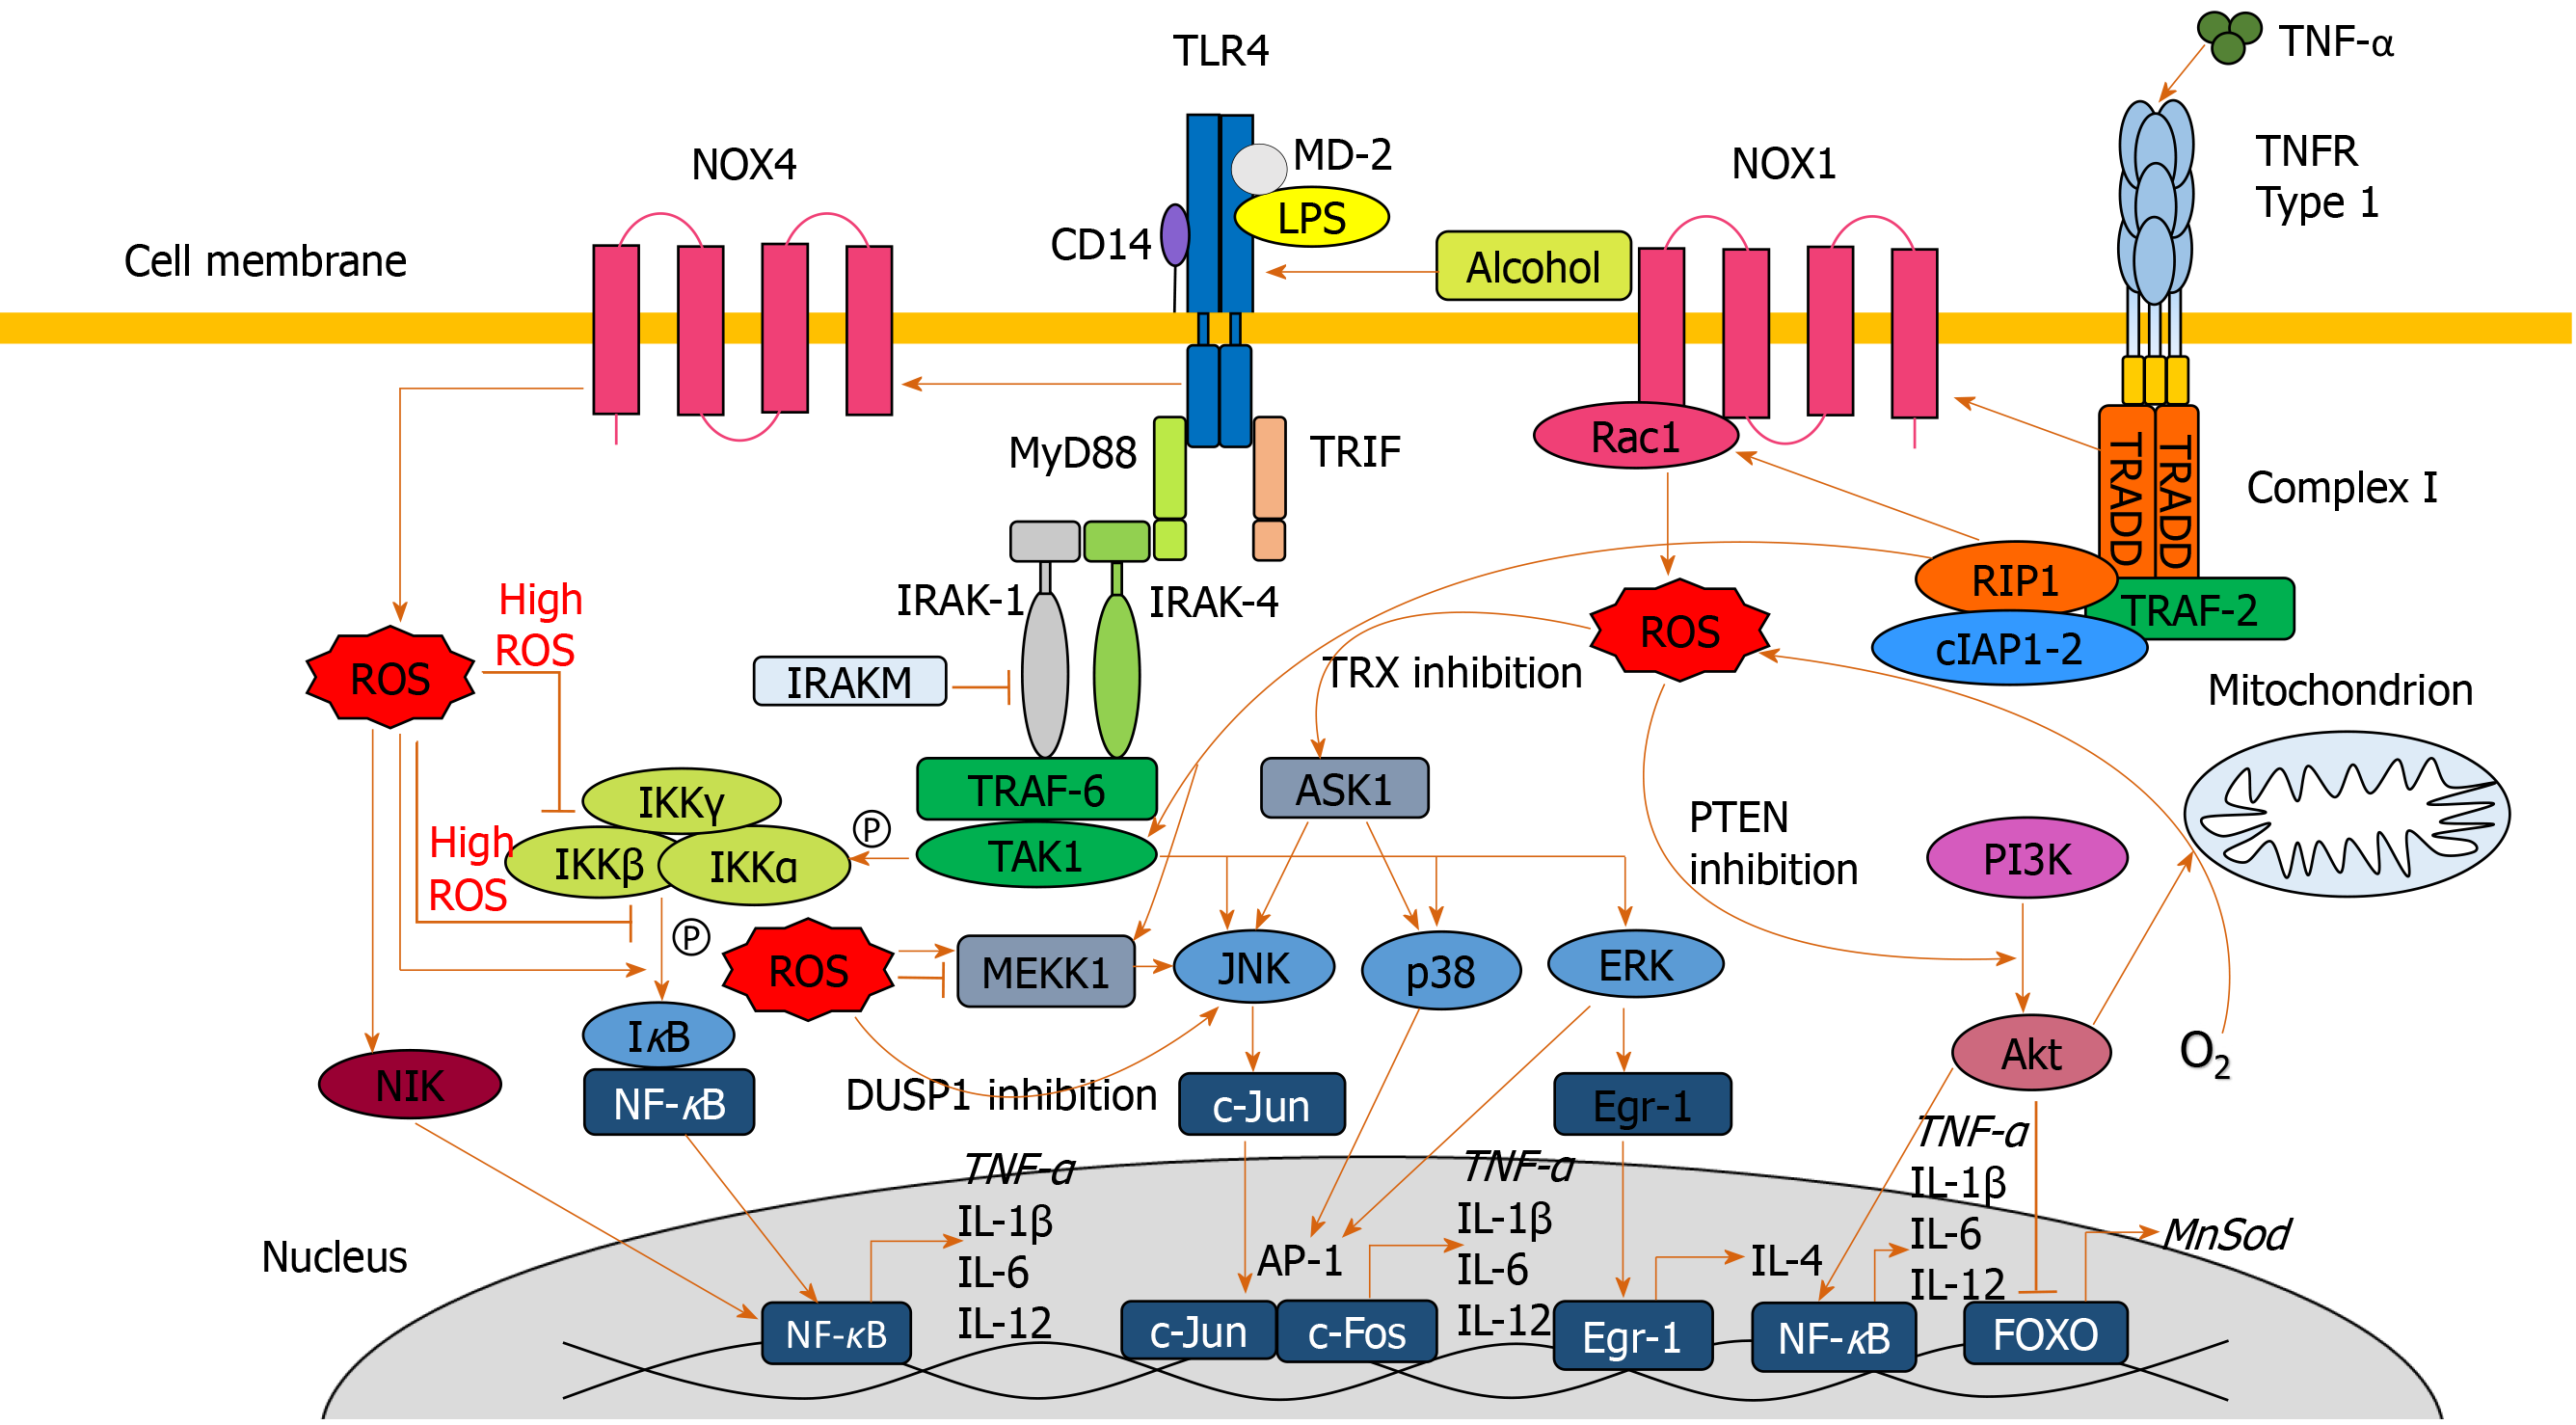 TLR4
TNF-α
MD-2
NOX4
NOX1
TNFR
Type 1
LPS
CD14
Cell membrane
Alcohol
MyD88
TRIF
Rac1
TRADD
TRADD
Complex I
High
ROS
IRAK-1
IRAK-4
RIP1
TRAF-2
ROS
ROS
cIAP1-2
IRAKM
TRX inhibition
Mitochondrion
IKKγ
TRAF-6
ASK1
PTEN
inhibition
High
ROS
IKKβ
IKKα
P
TAK1
PI3K
P
ROS
MEKK1
JNK
p38
ERK
IκB
NIK
NF-κB
DUSP1 inhibition
c-Jun
Egr-1
Akt
O2
TNF-α
IL-1β
IL-6
IL-12
TNF-α
IL-1β
IL-6
IL-12
TNF-α
IL-1β
IL-6
IL-12
MnSod
Nucleus
AP-1
IL-4
NF-κB
c-Jun
c-Fos
Egr-1
NF-κB
FOXO